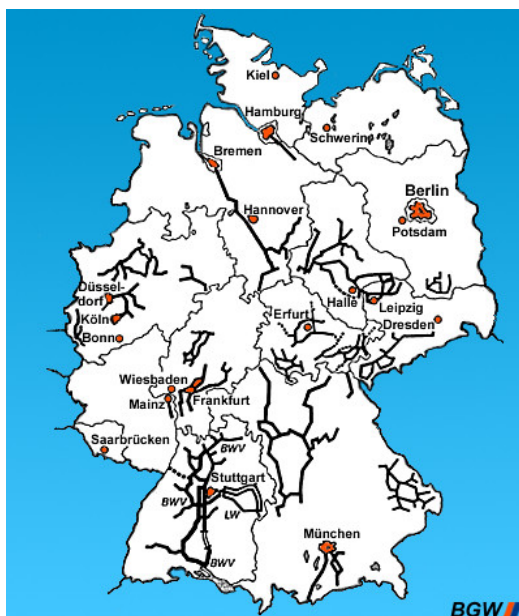 Kiel
Hamburg
Schwerin
Bremen
Berlin
Hannover
Potsdam
Düssel-
dorf
Halle
Leipzig
Köln
Erfurt
Dresden
Bonn
Wiesbaden
Mainz
Frankfurt
Saarbrücken
BWV
Stuttgart
BWV
LW
München
BWV
BGW